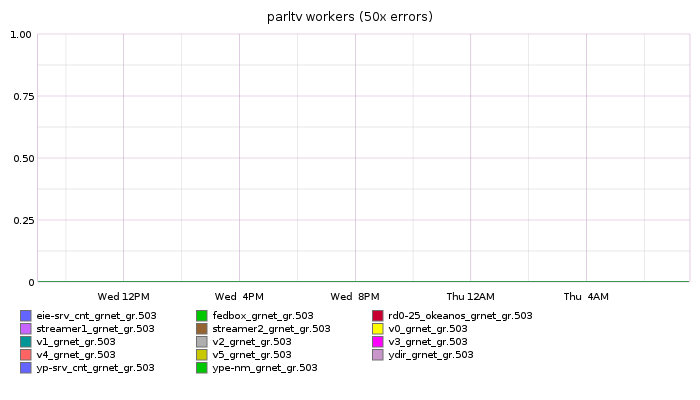 parltv workers (50x errors)
1.00
0.75
0.50
0.25
0
Wed 12PM Wed 4PM Wed 8PM Thu 12AM Thu 4AM
eie-srv_cnt_grnet_gr.503 fedbox_grnet_gr.503 rd0-25_okeanos_grnet_gr.503
streamer1_grnet_gr.503 streamer2_grnet_gr.503 v0_grnet_gr.503
v1_grnet_gr.503 v2_grnet_gr.503 v3_grnet_gr.503
v4_grnet_gr.503 v5_grnet_gr.503 ydir_grnet_gr.503
yp-srv_cnt_grnet_gr.503 ype-nm_grnet_gr.503